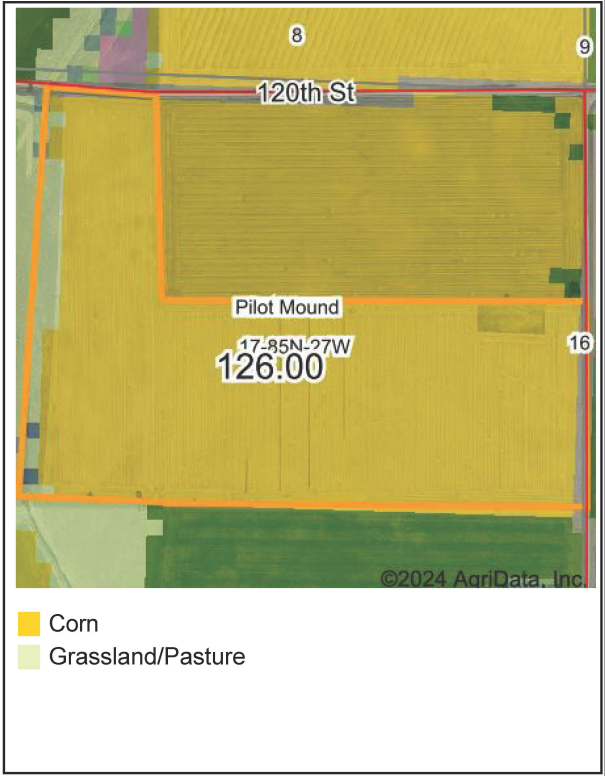 8
9
120th St
Pilot Mound
17-85N-27W
126.00
16
©2024 AgriData, Inc.
Corn
Grassland/Pasture